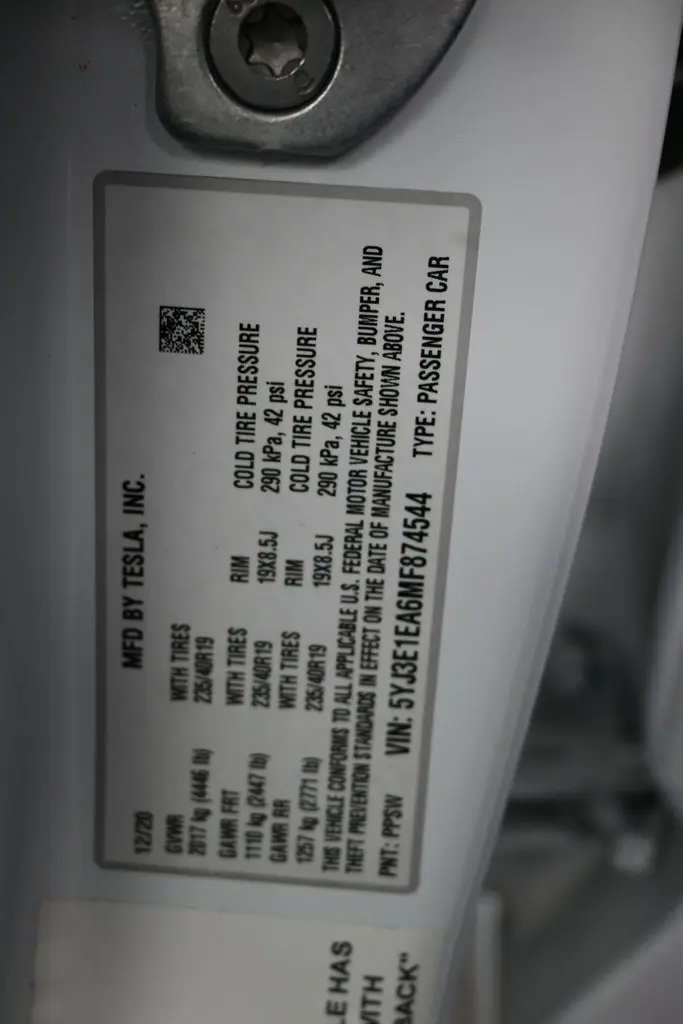 12/20 MFD BY TESLA, INC.
GVWR WITH TIRES
2017 kg (4446 lb) 235/40R19
GAWR FRT WITH TIRES RIM COLD TIRE PRESSURE
1110 kg (2447 lb) 235/40R19 19X8.5J 290 kPa, 42 psi
GAWR RR WITH TIRES RIM COLD TIRE PRESSURE
1257 kg (2771 lb) 235/40R19 19X8.5J 290 kPa, 42 psi
THIS VEHICLE CONFORMS TO ALL APPLICABLE U.S. FEDERAL MOTOR VEHICLE SAFETY, BUMPER, AND
THEFT PREVENTION STANDARDS IN EFFECT ON THE DATE OF MANUFACTURE SHOWN ABOVE.
PNT: PPSW VIN: 5YJ3E1EA6MF874544 TYPE: PASSENGER CAR
LE HAS
WITH
BACK"